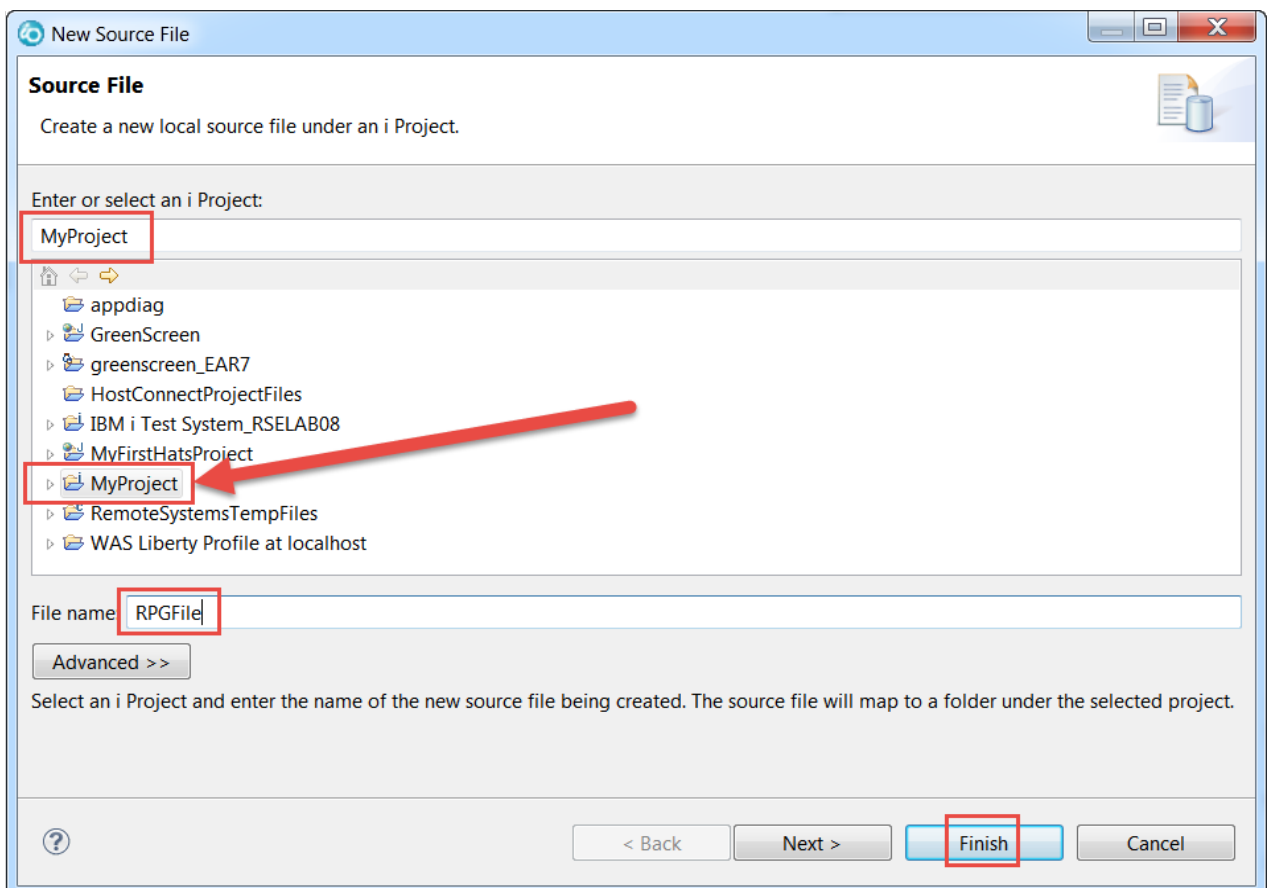 New Source File
Source File
Create a new local source file under an i Project.
Enter or select an i Project:
MyProject
appdiag
GreenScreen
greenscreen_EAR7
HostConnectProjectFiles
IBM i Test System_RSELAB08
MyFirstHatsProject
MyProject
RemoteSystemsTempFiles
WAS Liberty Profile at localhost
File name: RPGFile
Advanced >>
Select an i Project and enter the name of the new source file being created. The source file will map to a folder under the selected project.
< Back Next > Finish Cancel